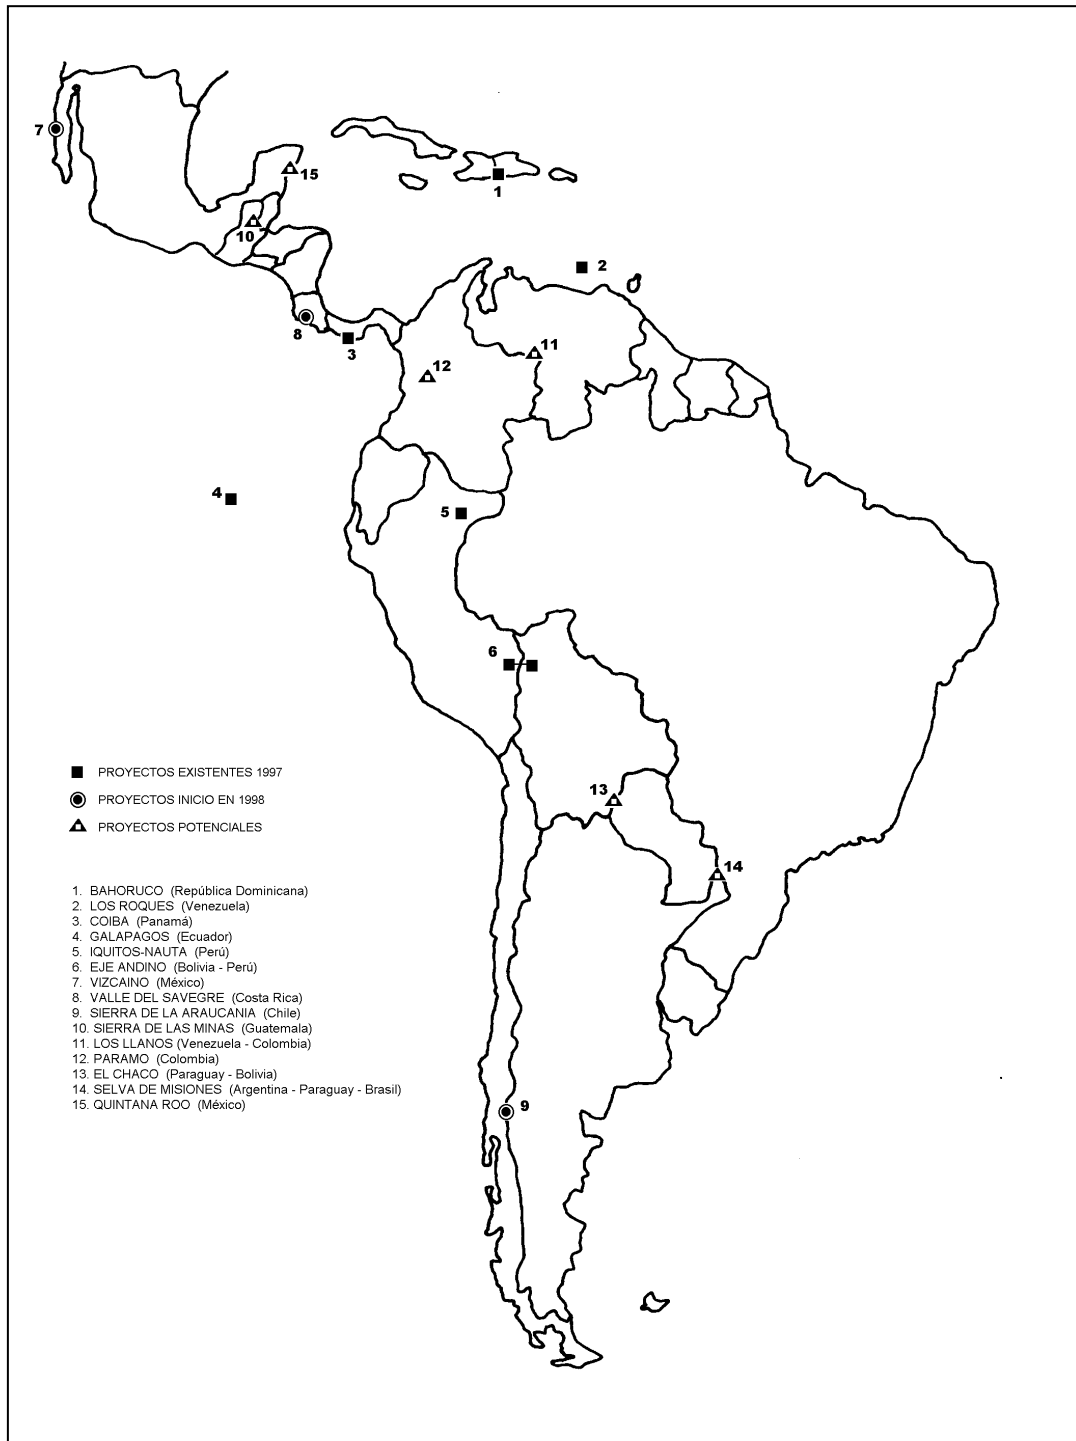 7
15
1
10
2
8
3
11
12
4
5
6
13
14
9
PROYECTOS EXISTENTES 1997
PROYECTOS INICIO EN 1998
PROYECTOS POTENCIALES
1. BAHORUCO (República Dominicana)
2. LOS ROQUES (Venezuela)
3. COIBA (Panamá)
4. GALAPAGOS (Ecuador)
5. IQUITOS-NAUTA (Perú)
6. EJE ANDINO (Bolivia - Perú)
7. VIZCAINO (México)
8. VALLE DEL SAVEGRE (Costa Rica)
9. SIERRA DE LA ARAUCANIA (Chile)
10. SIERRA DE LAS MINAS (Guatemala)
11. LOS LLANOS (Venezuela - Colombia)
12. PARAMO (Colombia)
13. EL CHACO (Paraguay - Bolivia)
14. SELVA DE MISIONES (Argentina - Paraguay - Brasil)
15. QUINTANA ROO (México)